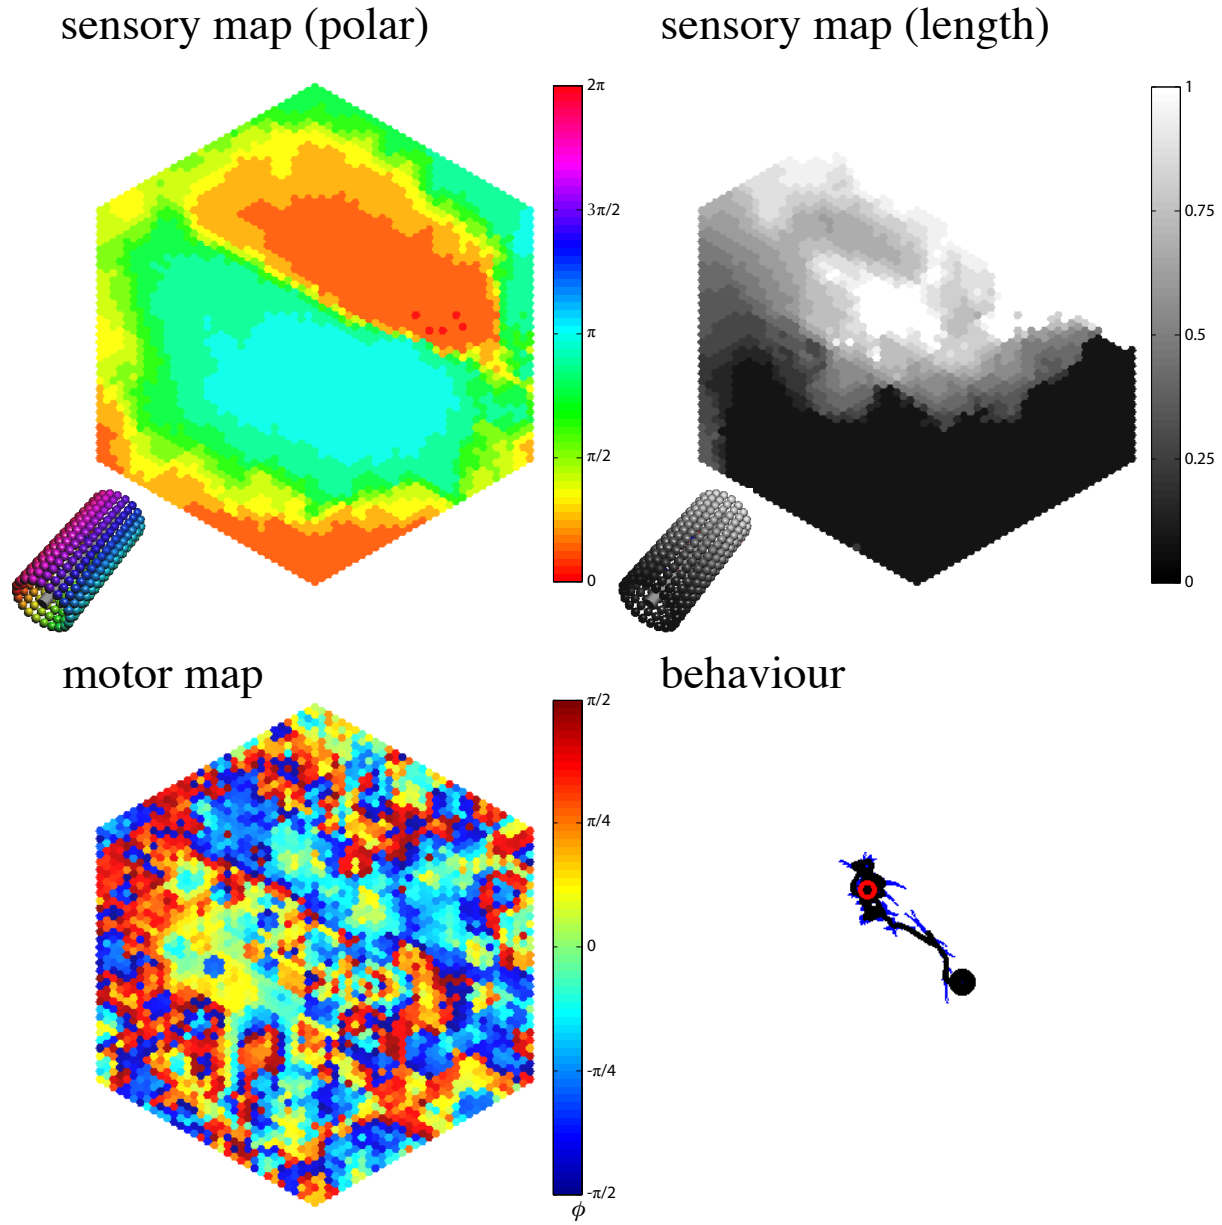 sensory map (polar)
2π
3π/2
π
π/2
0
sensory map (length)
1
0.75
0.5
0.25
0
motor map
π/2
π/4
0
-π/4
-π/2
ϕ
behaviour